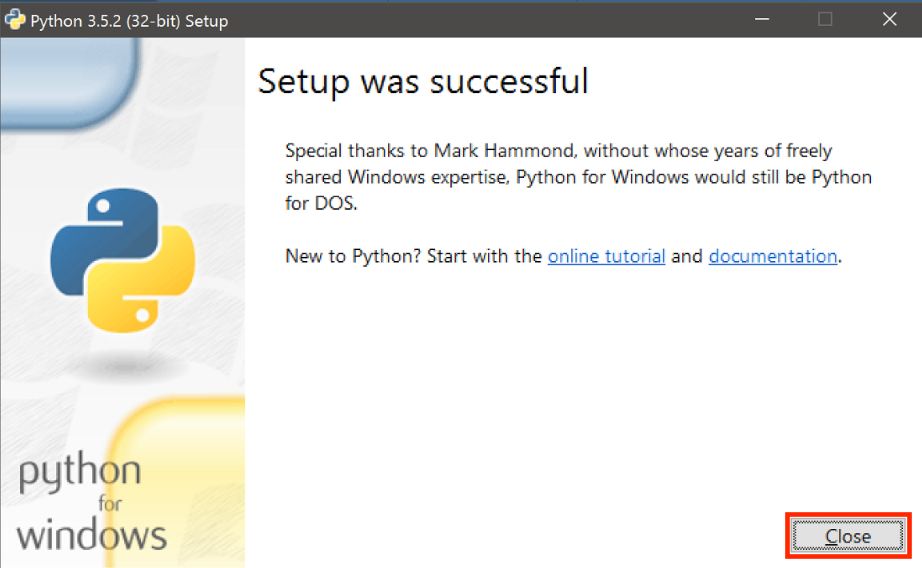 Python 3.5.2 (32-bit) Setup
Setup was successful
Special thanks to Mark Hammond, without whose years of freely
shared Windows expertise, Python for Windows would still be Python
for DOS.
New to Python? Start with the online tutorial and documentation.
python
for
windows
Close